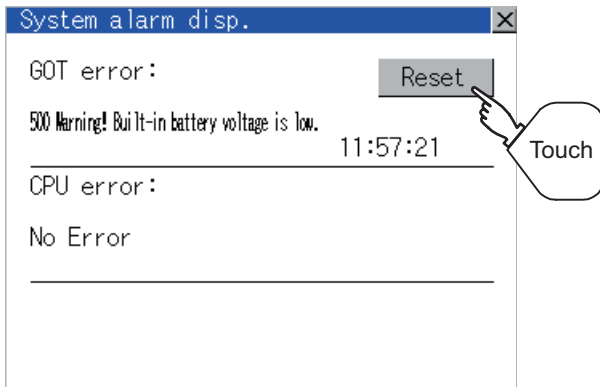 System alarm disp.
GOT error:
Reset
500 Warning! Built-in battery voltage is low.
11:57:21
Touch
CPU error:
No Error